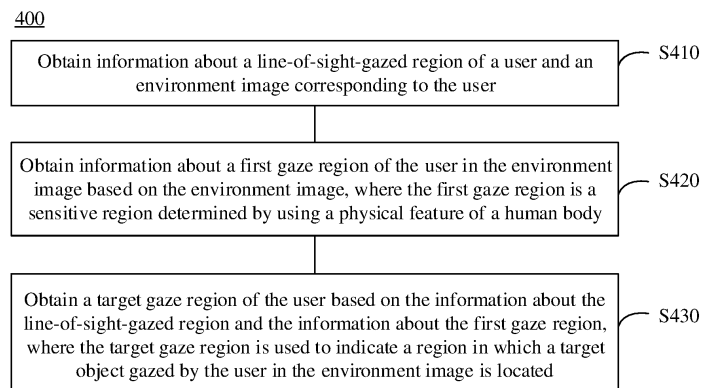 400
Obtain information about a line-of-sight-gazed region of a user and an
environment image corresponding to the user
S410
Obtain information about a first gaze region of the user in the environment
image based on the environment image, where the first gaze region is a
sensitive region determined by using a physical feature of a human body
S420
Obtain a target gaze region of the user based on the information about the
line-of-sight-gazed region and the information about the first gaze region,
where the target gaze region is used to indicate a region in which a target
object gazed by the user in the environment image is located
S430